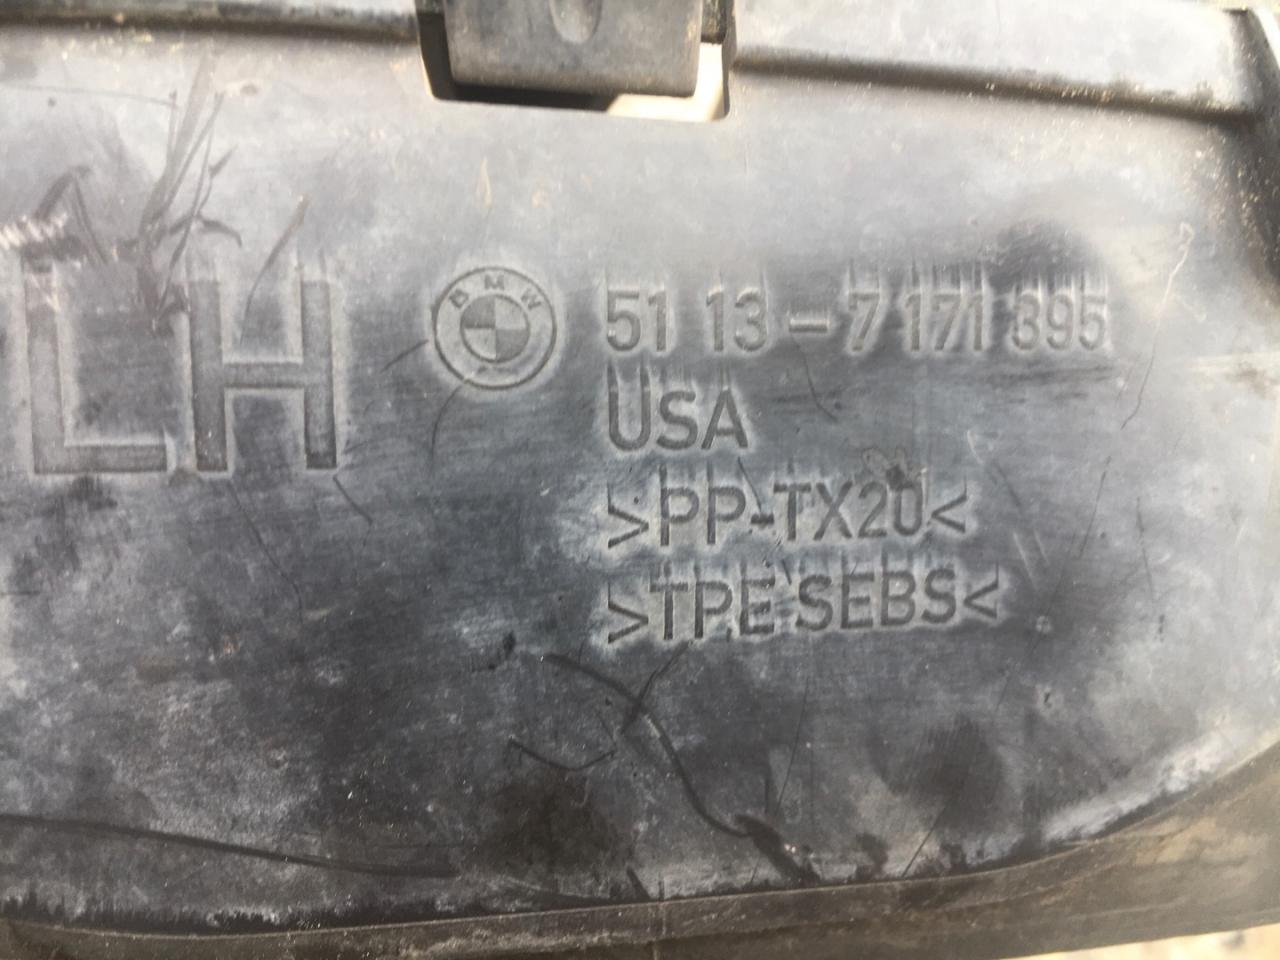 LH BMW 51 13-7 171 395
USA
>PP-TX20<
>TPE SEBS<